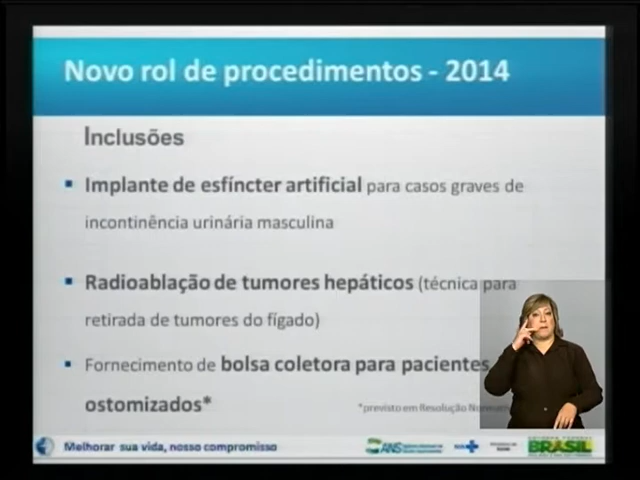 Novo rol de procedimentos - 2014
Inclusões
▪ Implante de esfíncter artificial para casos graves de
incontinência urinária masculina
▪ Radioablação de tumores hepáticos (técnica para
retirada de tumores do fígado)
▪ Fornecimento de bolsa coletora para pacientes
ostomizados*
*previsto em Resolução
Melhorar sua vida, nosso compromisso
ANS
SUS
BRASIL